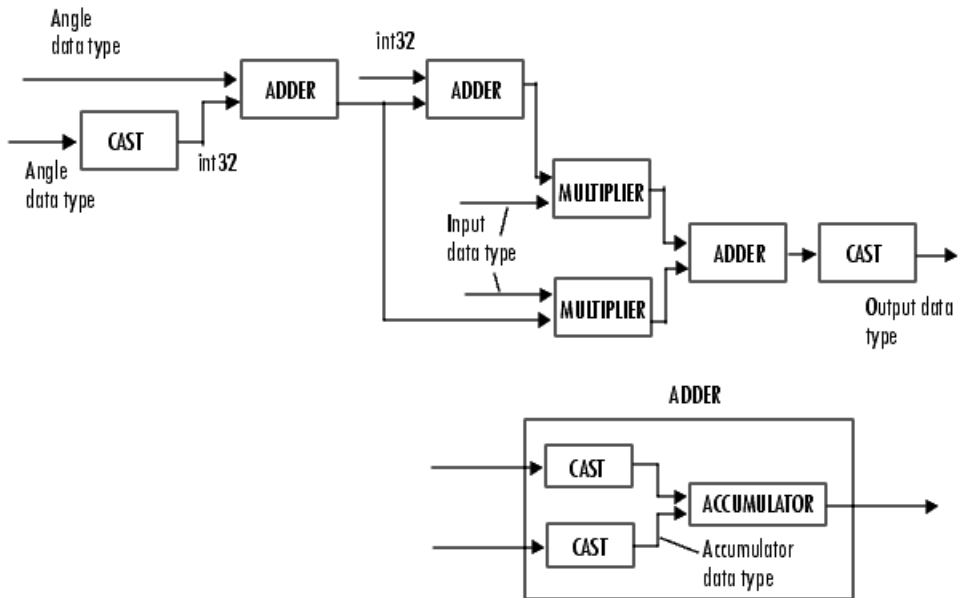 Angle
data type
int32
ADDER
ADDER
CAST
int32
Angle
data type
MULTIPLIER
Input
data type
ADDER
CAST
MULTIPLIER
Output data
type
ADDER
CAST
ACCUMULATOR
CAST
Accumulator
data type